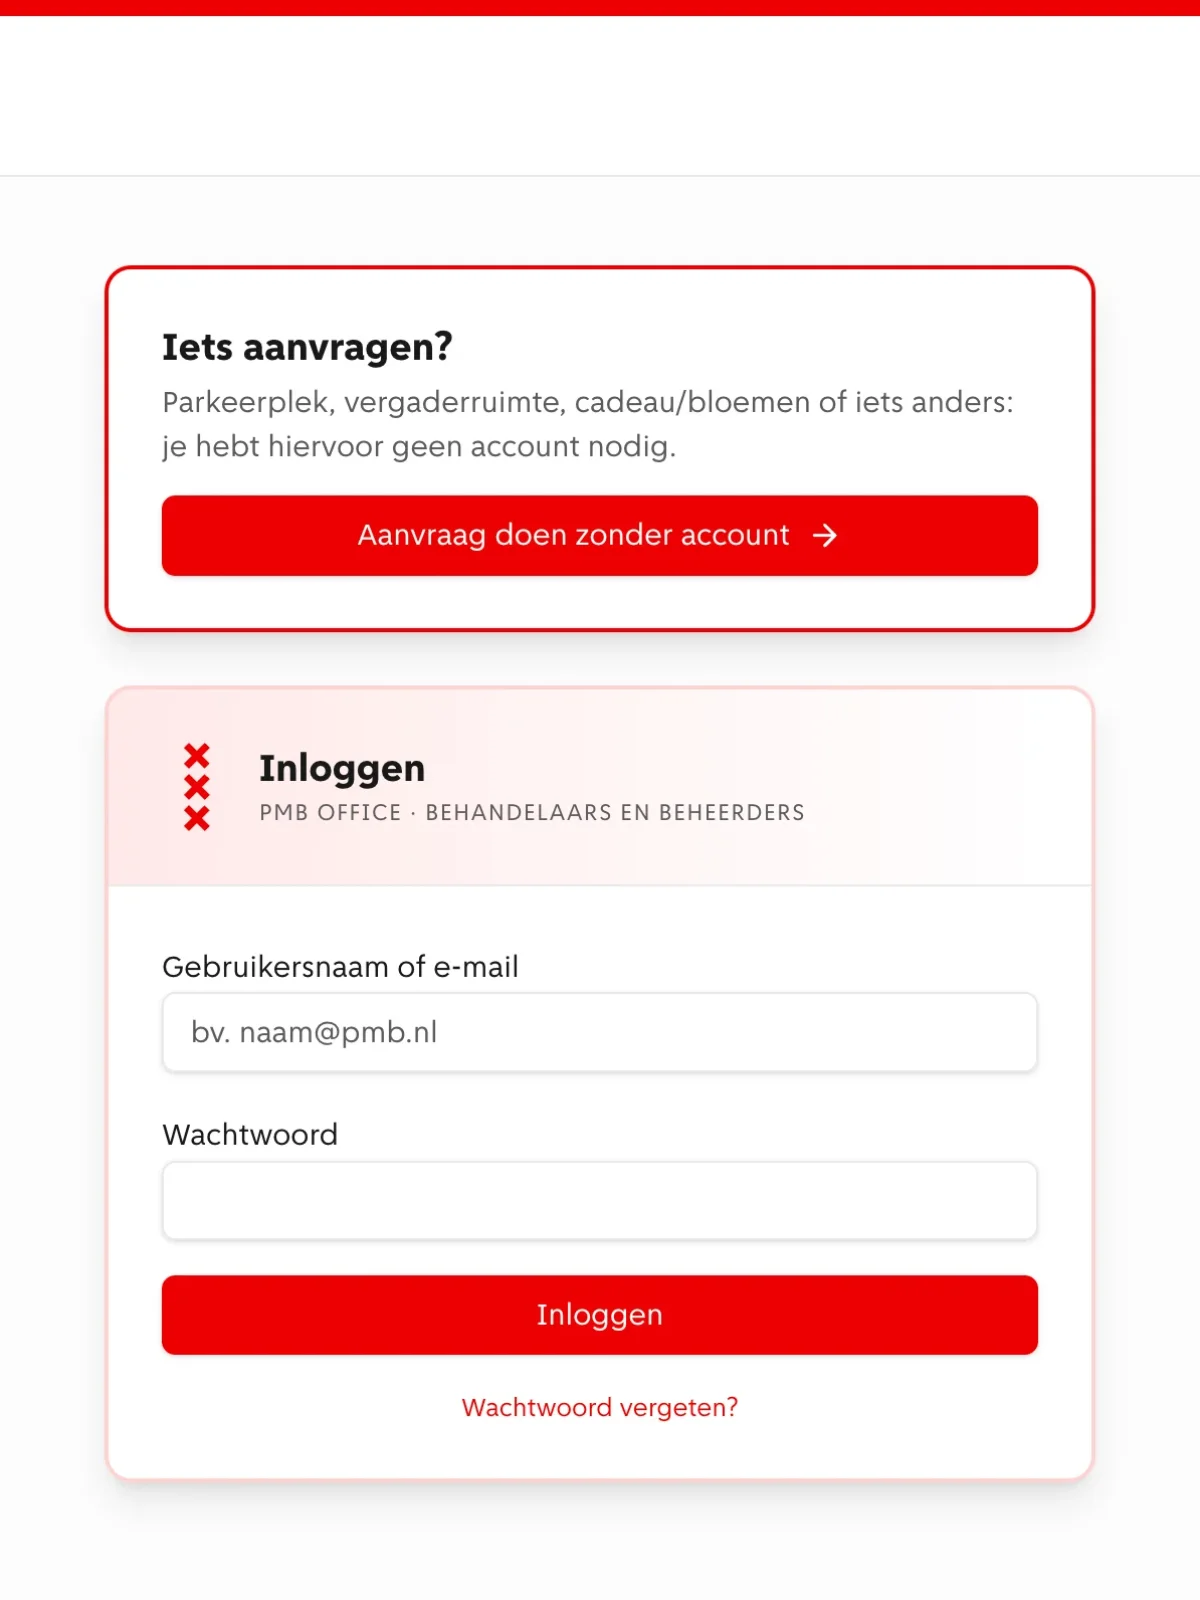 Iets aanvragen?
Parkeerplek, vergaderruimte, cadeau/bloemen of iets anders:
je hebt hiervoor geen account nodig.
Aanvraag doen zonder account →
Inloggen
PMB OFFICE · BEHANDELAARS EN BEHEERDERS
Gebruikersnaam of e-mail
bv. naam@pmb.nl
Wachtwoord
Inloggen
Wachtwoord vergeten?